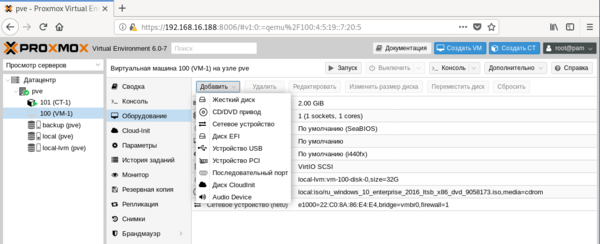 pve - Proxmox Virtual Envir
https://192.168.16.188:8006/#v1:0:=qemu%2F100:4:5:19::7:20:5
PROXMOX Virtual Environment 6.0-7 Поиск Документация Создать VM Создать CT root@pam
Просмотр серверов
Виртуальная машина 100 (VM-1) на узле pve Запуск Выключить Консоль Дополнительно Справка
Датацентр
pve
101 (CT-1)
100 (VM-1)
backup (pve)
local (pve)
local-lvm (pve)
Сводка
Консоль
Оборудование
Cloud-Init
Параметры
История заданий
Монитор
Резервная копия
Репликация
Снимки
Брандмауэр
Добавить Удалить Редактировать Изменить размер диска Переместить диск Сбросить
Жесткий диск
CD/DVD привод
Сетевое устройство
Диск EFI
Устройство USB
Устройство PCI
Последовательный порт
Диск CloudInit
Audio Device
2.00 GiB
1 (1 sockets, 1 cores)
По умолчанию (SeaBIOS)
По умолчанию
По умолчанию (i440fx)
VirtIO SCSI
local-lvm:vm-100-disk-0,size=32G
local:iso/ru_windows_10_enterprise_2016_ltsb_x86_dvd_9058173.iso,media=cdrom
Сетевое устройство (net0) e1000=22:C0:8A:86:E4:E4,bridge=vmbr0,firewall=1